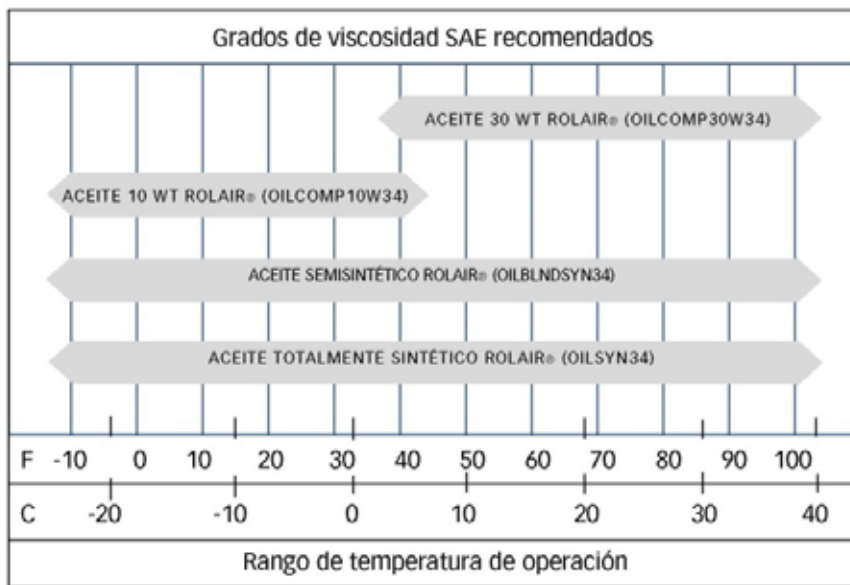 Grados de viscosidad SAE recomendados
ACEITE 30 WT ROLAIR® (OILCOMP30W34)
ACEITE 10 WT ROLAIR® (OILCOMP10W34)
ACEITE SEMISINTÉTICO ROLAIR® (OILBLNDSYN34)
ACEITE TOTALMENTE SINTÉTICO ROLAIR® (OILSYN34)
F -10 0 10 20 30 40 50 60 70 80 90 100
C -20 -10 0 10 20 30 40
Rango de temperatura de operación